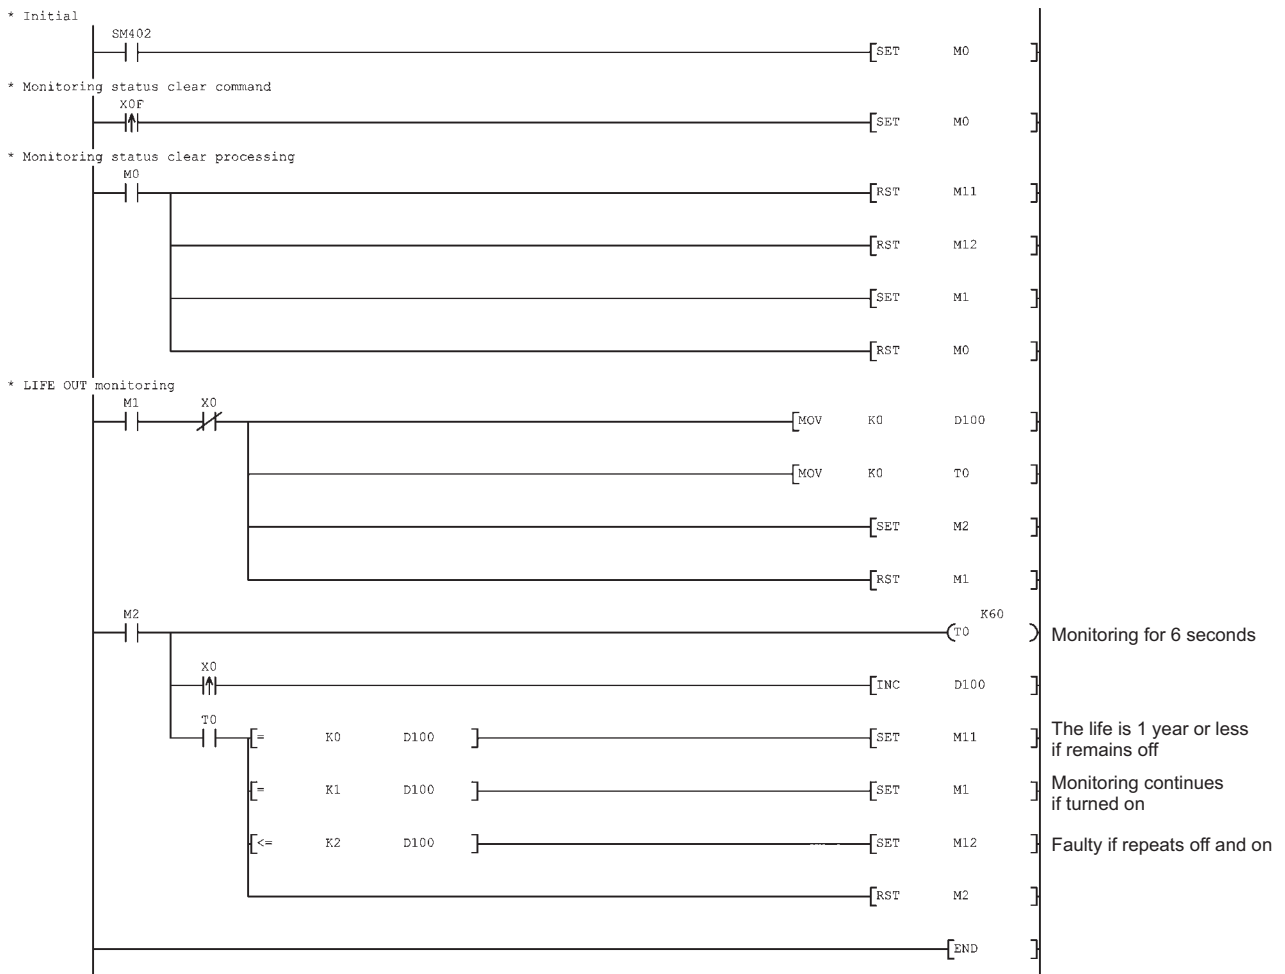 * Initial
SM402
[SET M0 ]
* Monitoring status clear command
X0F
[SET M0 ]
* Monitoring status clear processing
M0
[RST M11 ]
[RST M12 ]
[SET M1 ]
[RST M0 ]
* LIFE OUT monitoring
M1 X0
[MOV K0 D100 ]
[MOV K0 T0 ]
[SET M2 ]
[RST M1 ]
M2 K60
(T0 ) Monitoring for 6 seconds
X0
[INC D100 ]
T0
[= K0 D100 ] [SET M11 ] The life is 1 year or less
if remains off
[= K1 D100 ] [SET M1 ] Monitoring continues
if turned on
[<= K2 D100 ] [SET M12 ] Faulty if repeats off and on
[RST M2 ]
[END ]